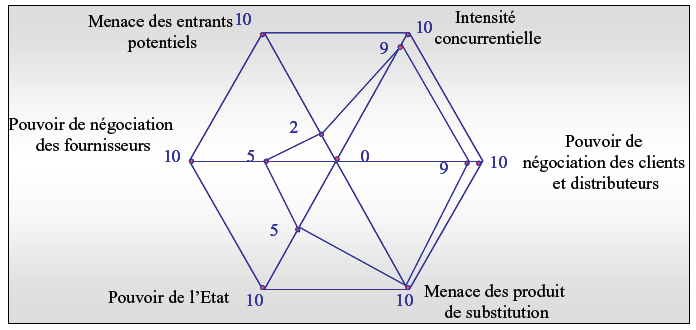 Menace des entrants
potentiels
10
Intensité
concurrentielle
10
9
2
Pouvoir de négociation
des fournisseurs
10
5
0
9
10
Pouvoir de
négociation des clients
et distributeurs
5
Pouvoir de l'Etat
10
10
Menace des produit
de substitution